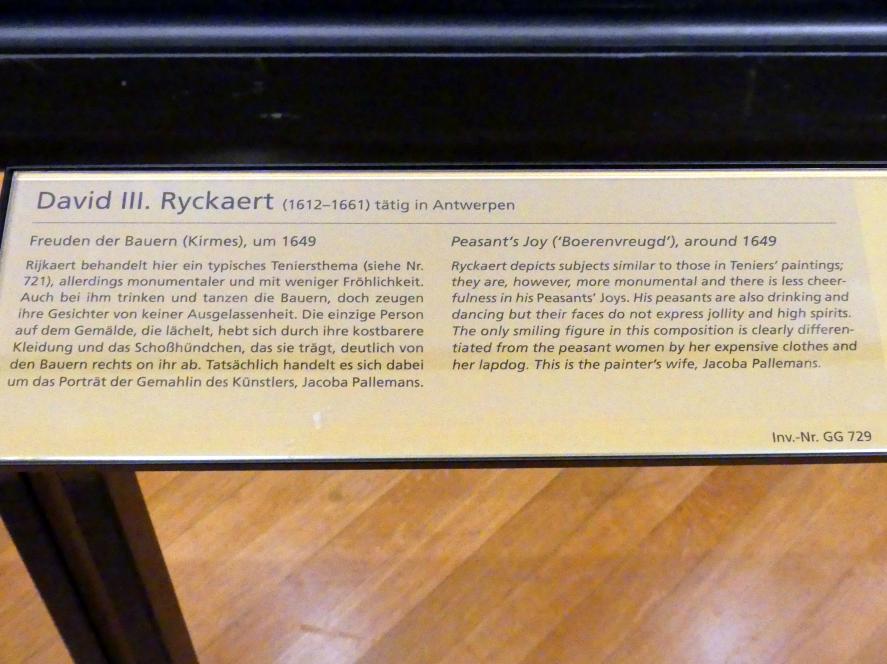 David III. Ryckaert (1612–1661) tätig in Antwerpen
Freuden der Bauern (Kirmes), um 1649
Rijkaert behandelt hier ein typisches Teniersthema (siehe Nr.
721), allerdings monumentaler und mit weniger Fröhlichkeit.
Auch bei ihm trinken und tanzen die Bauern, doch zeugen
ihre Gesichter von keiner Ausgelassenheit. Die einzige Person
auf dem Gemälde, die lächelt, hebt sich durch ihre kostbarere
Kleidung und das Schoßhündchen, das sie trägt, deutlich von
den Bauern rechts on ihr ab. Tatsächlich handelt es sich dabei
um das Porträt der Gemahlin des Künstlers, Jacoba Pallemans.
Peasant's Joy ('Boerenvreugd'), around 1649
Ryckaert depicts subjects similar to those in Teniers' paintings;
they are, however, more monumental and there is less cheer-
fulness in his Peasants' Joys. His peasants are also drinking and
dancing but their faces do not express jollity and high spirits.
The only smiling figure in this composition is clearly differen-
tiated from the peasant women by her expensive clothes and
her lapdog. This is the painter's wife, Jacoba Pallemans.
Inv.-Nr. GG 729